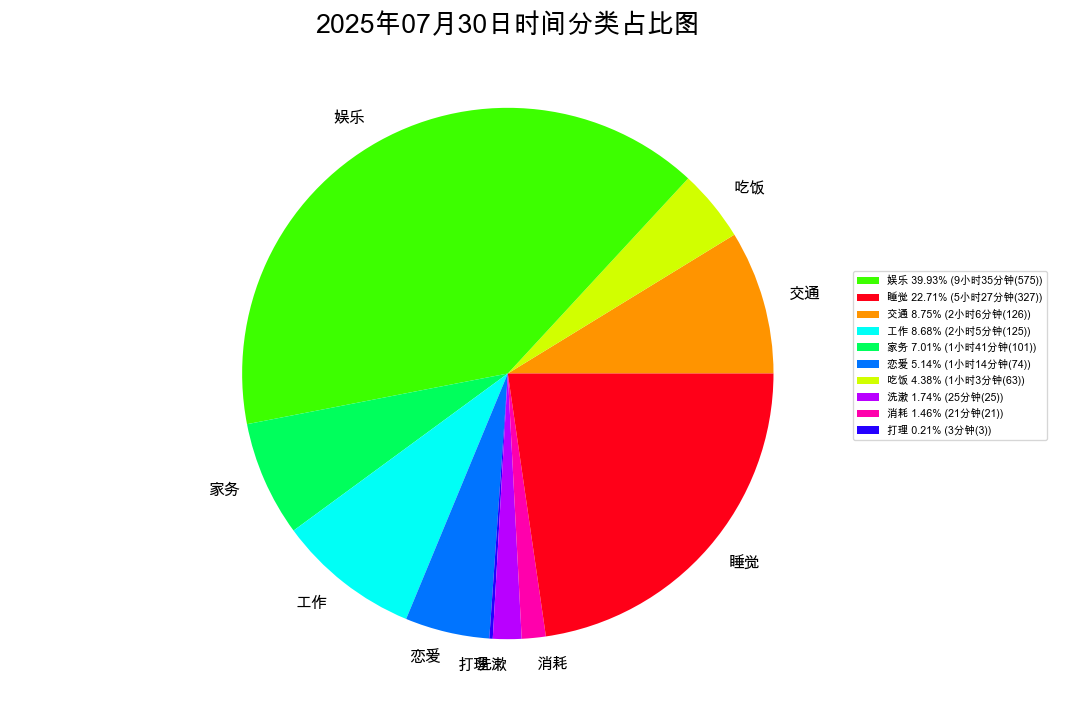 2025年07月30日时间分类占比图
娱乐
吃饭
交通
娱乐 39.93% (9小时35分钟(575))
睡觉 22.71% (5小时27分钟(327))
交通 8.75% (2小时6分钟(126))
工作 8.68% (2小时5分钟(125))
家务 7.01% (1小时41分钟(101))
恋爱 5.14% (1小时14分钟(74))
吃饭 4.38% (1小时3分钟(63))
洗漱 1.74% (25分钟(25))
消耗 1.46% (21分钟(21))
打理 0.21% (3分钟(3))
家务
睡觉
工作
恋爱
打理
洗漱
消耗